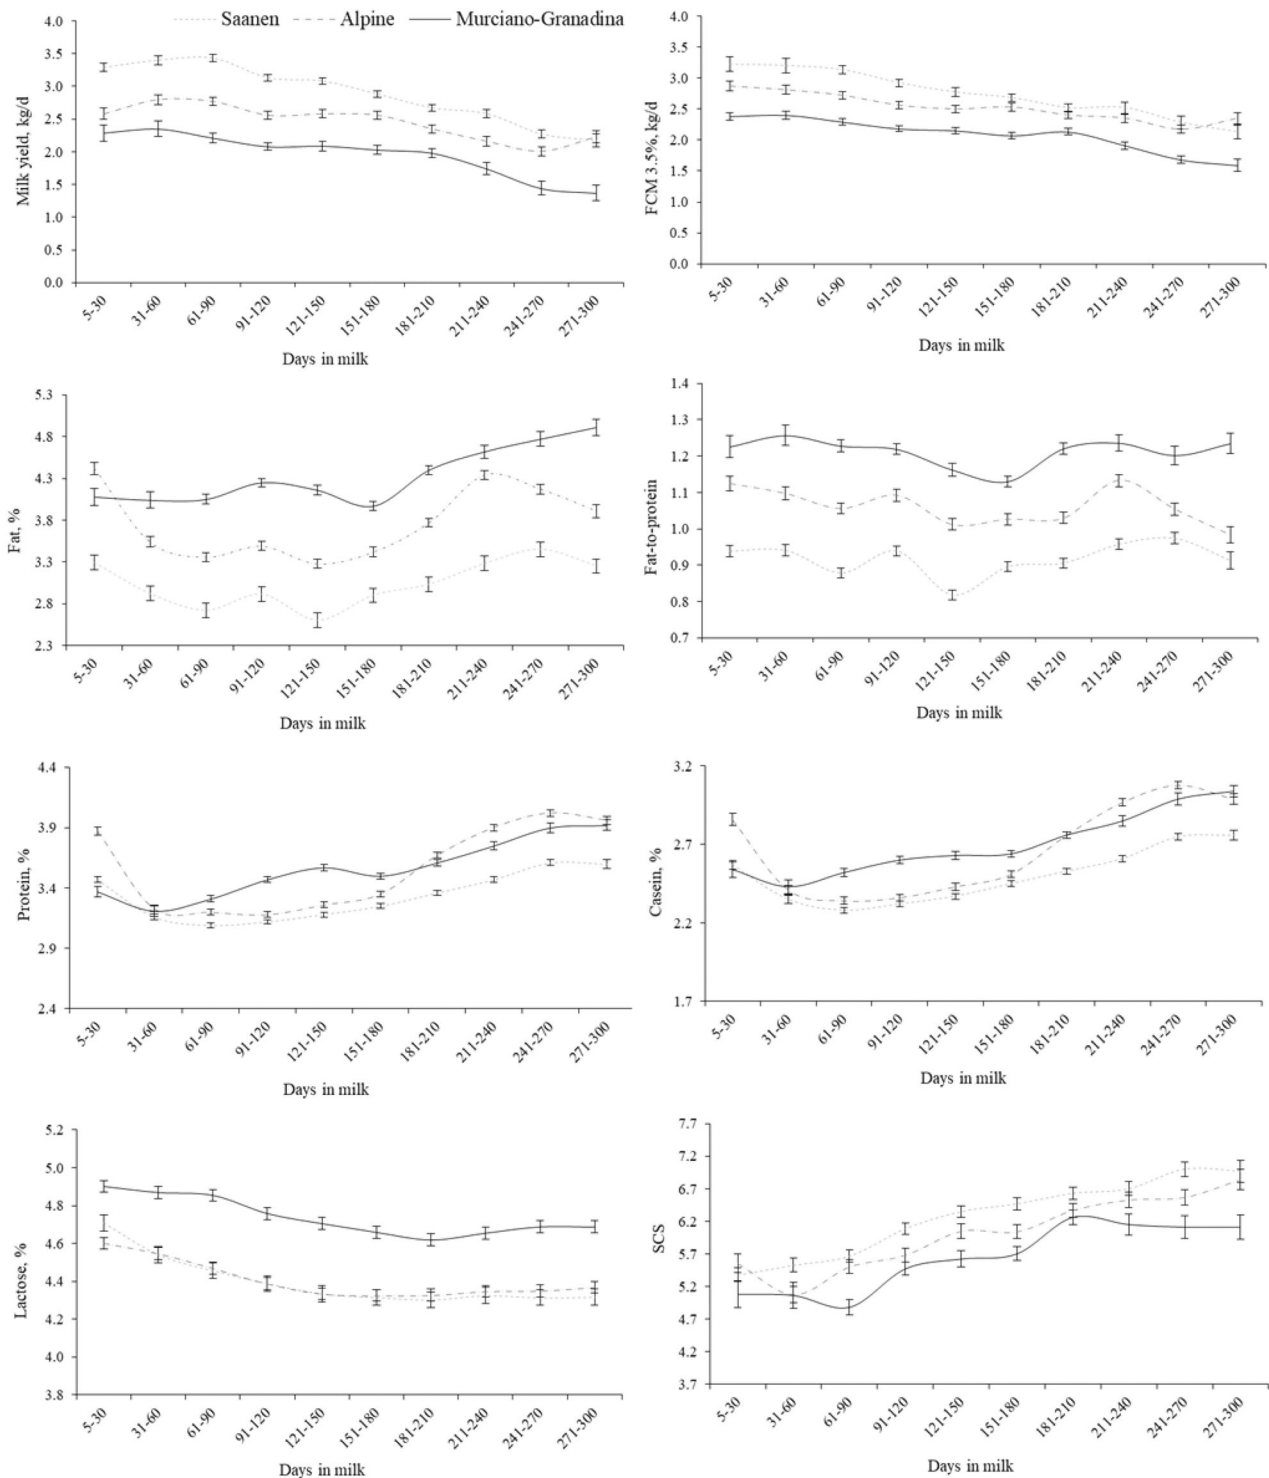 Saanen Alpine Murciano-Granadina
Milk yield, kg/d
4.0
3.5
3.0
2.5
2.0
1.5
1.0
0.5
0.0
5-30 31-60 61-90 91-120 121-150 151-180 181-210 211-240 241-270 271-300
Days in milk
FCM 3.5%, kg/d
4.0
3.5
3.0
2.5
2.0
1.5
1.0
0.5
0.0
5-30 31-60 61-90 91-120 121-150 151-180 181-210 211-240 241-270 271-300
Days in milk
Fat, %
5.3
4.8
4.3
3.8
3.3
2.8
2.3
5-30 31-60 61-90 91-120 121-150 151-180 181-210 211-240 241-270 271-300
Days in milk
Fat-to-protein
1.4
1.3
1.2
1.1
1.0
0.9
0.8
0.7
5-30 31-60 61-90 91-120 121-150 151-180 181-210 211-240 241-270 271-300
Days in milk
Protein, %
4.4
3.9
3.4
2.9
2.4
5-30 31-60 61-90 91-120 121-150 151-180 181-210 211-240 241-270 271-300
Days in milk
Casein, %
3.2
2.7
2.2
1.7
5-30 31-60 61-90 91-120 121-150 151-180 181-210 211-240 241-270 271-300
Days in milk
Lactose, %
5.2
5.0
4.8
4.6
4.4
4.2
4.0
3.8
5-30 31-60 61-90 91-120 121-150 151-180 181-210 211-240 241-270 271-300
Days in milk
SCS
7.7
7.2
6.7
6.2
5.7
5.2
4.7
4.2
3.7
5-30 31-60 61-90 91-120 121-150 151-180 181-210 211-240 241-270 271-300
Days in milk